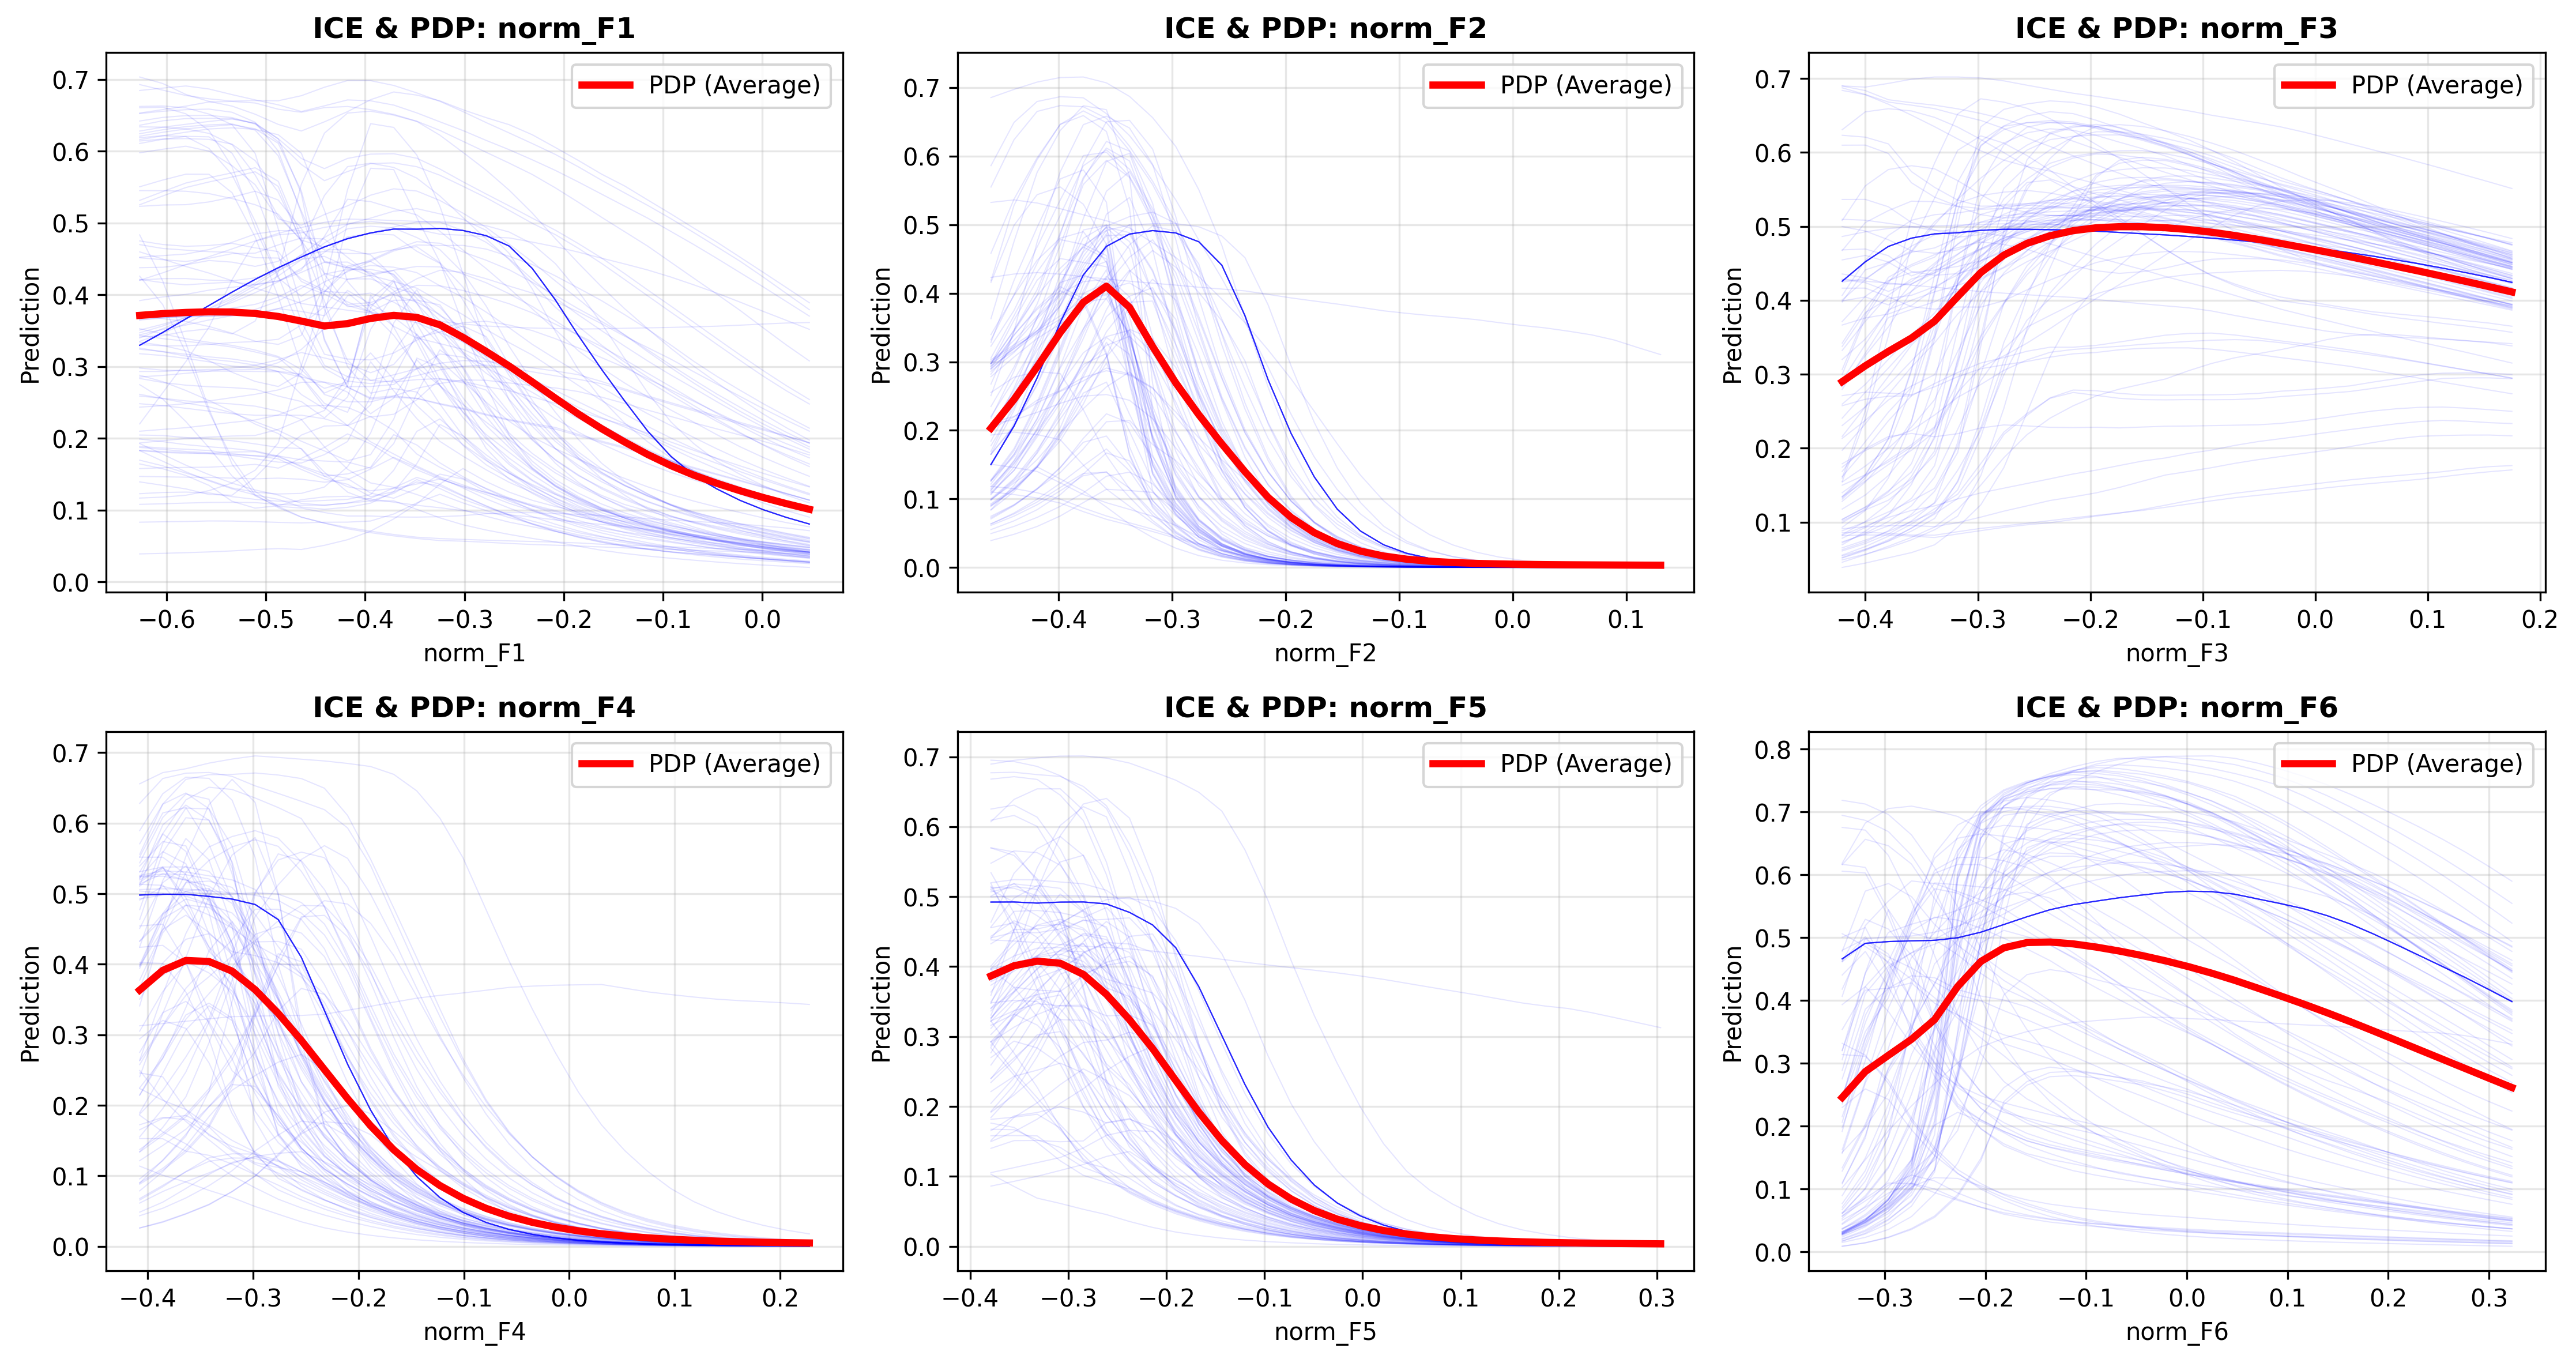 ICE & PDP: norm_F1
PDP (Average)
Prediction
0.7
0.6
0.5
0.4
0.3
0.2
0.1
0.0
−0.6 −0.5 −0.4 −0.3 −0.2 −0.1 0.0
norm_F1
ICE & PDP: norm_F2
PDP (Average)
Prediction
0.7
0.6
0.5
0.4
0.3
0.2
0.1
0.0
−0.4 −0.3 −0.2 −0.1 0.0 0.1
norm_F2
ICE & PDP: norm_F3
PDP (Average)
Prediction
0.7
0.6
0.5
0.4
0.3
0.2
0.1
−0.4 −0.3 −0.2 −0.1 0.0 0.1 0.2
norm_F3
ICE & PDP: norm_F4
PDP (Average)
Prediction
0.7
0.6
0.5
0.4
0.3
0.2
0.1
0.0
−0.4 −0.3 −0.2 −0.1 0.0 0.1 0.2
norm_F4
ICE & PDP: norm_F5
PDP (Average)
Prediction
0.7
0.6
0.5
0.4
0.3
0.2
0.1
0.0
−0.4 −0.3 −0.2 −0.1 0.0 0.1 0.2 0.3
norm_F5
ICE & PDP: norm_F6
PDP (Average)
Prediction
0.8
0.7
0.6
0.5
0.4
0.3
0.2
0.1
0.0
−0.3 −0.2 −0.1 0.0 0.1 0.2 0.3
norm_F6